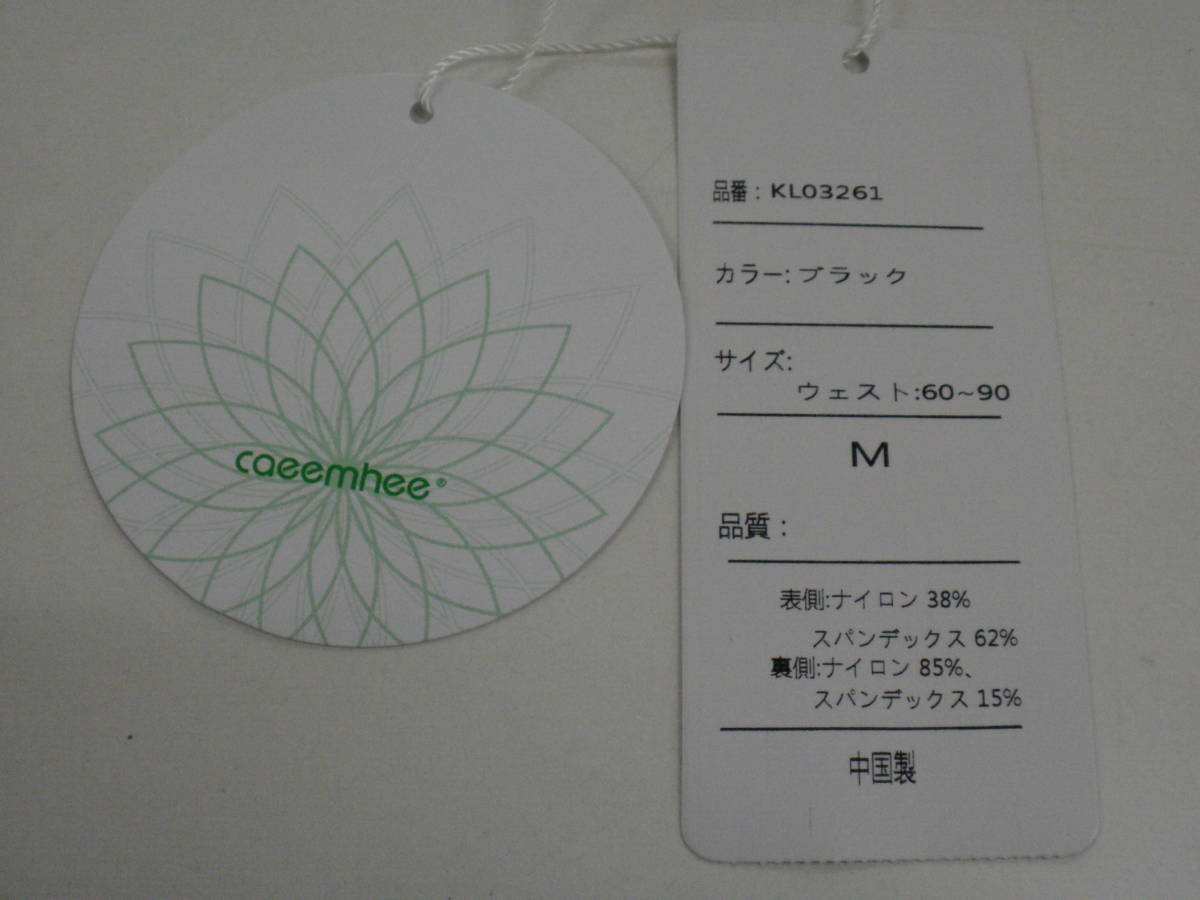 caeemhee®
品番：KL03261
カラー:ブラック
サイズ:
ウェスト:60~90
M
品質：
表側:ナイロン 38%
スパンデックス 62%
裏側:ナイロン 85%、
スパンデックス 15%
中国製